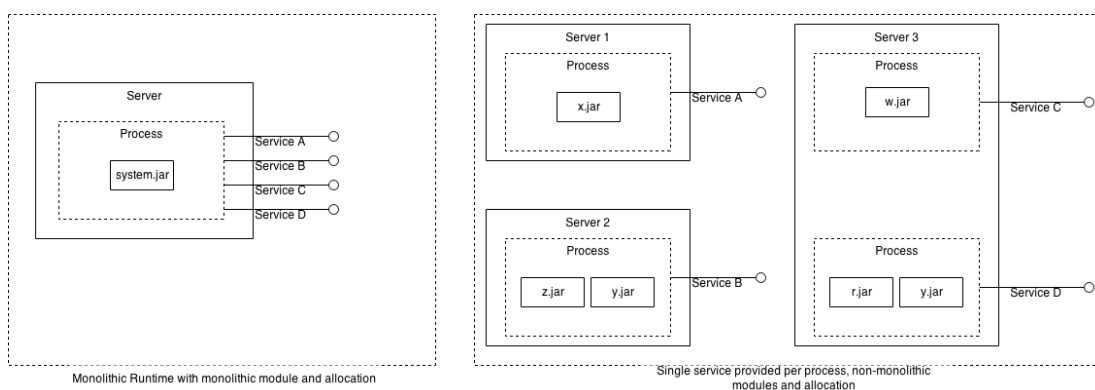 Server
Process
system.jar
Service A
Service B
Service C
Service D
Monolithic Runtime with monolithic module and allocation
Server 1
Process
x.jar
Service A
Server 2
Process
z.jar
y.jar
Service B
Server 3
Process
w.jar
Service C
Process
r.jar
y.jar
Service D
Single service provided per process, non-monolithic
modules and allocation